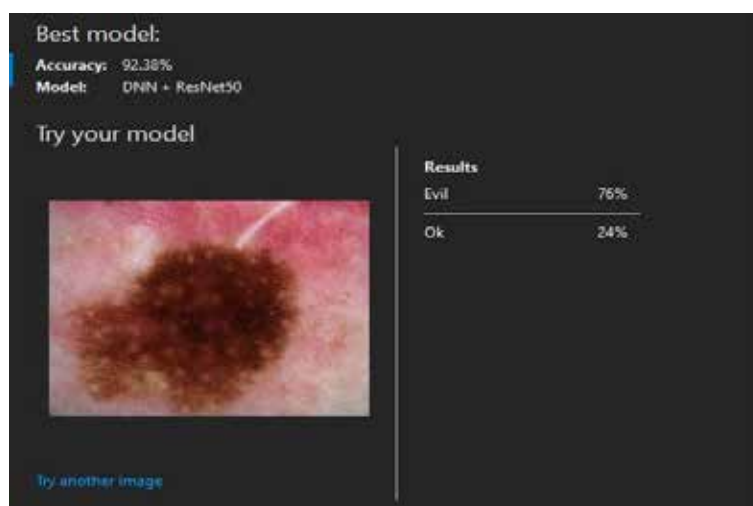 Best model:
Accuracy: 92.38%
Model: DNN + ResNet50
Try your model
Results
Evil 76%
Ok 24%
Try another image